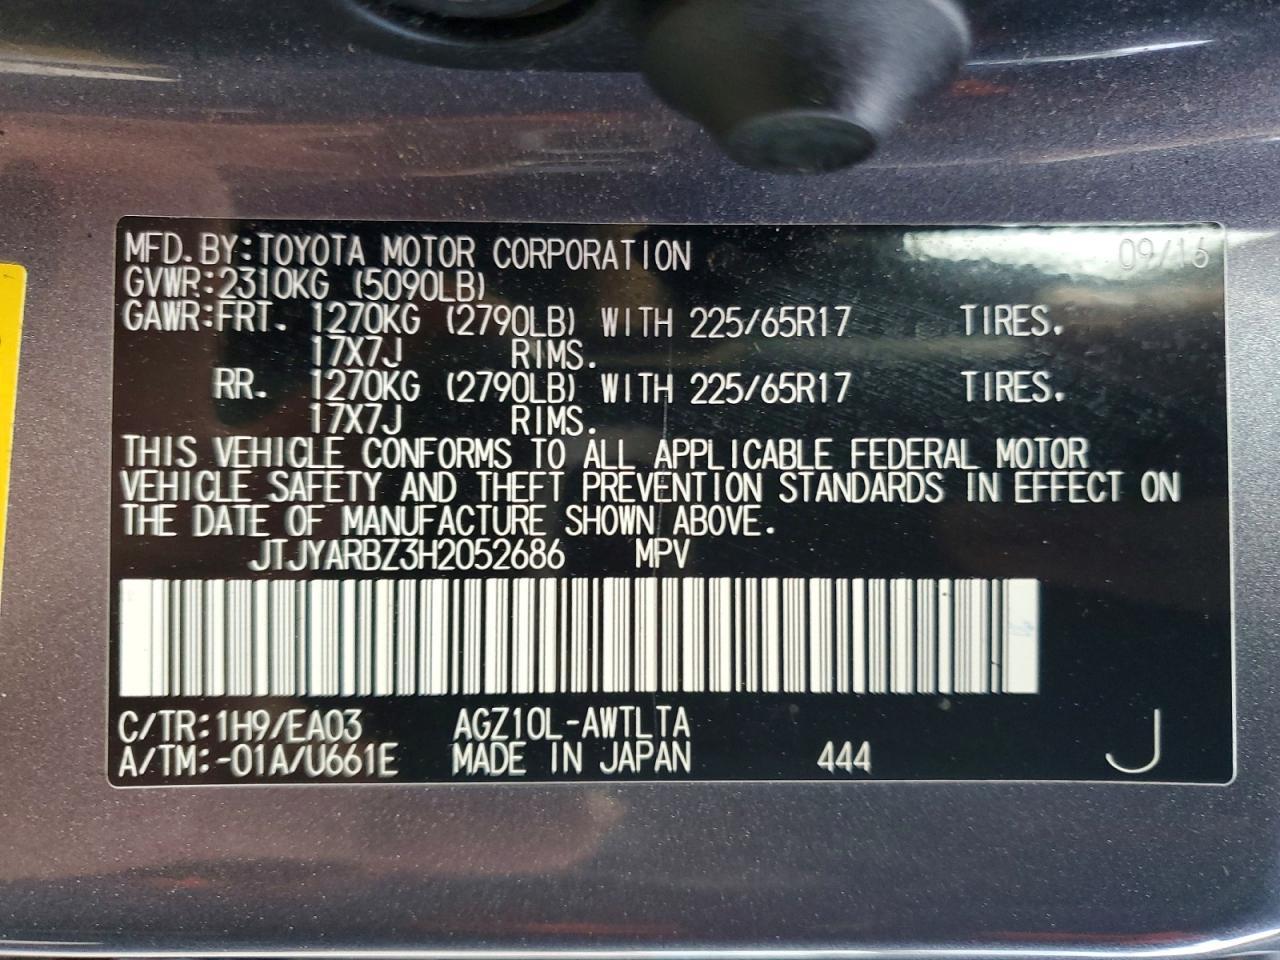 MFD.BY:TOYOTA MOTOR CORPORATION 09/16
GVWR:2310KG (5090LB)
GAWR:FRT. 1270KG (2790LB) WITH 225/65R17 TIRES.
17X7J RIMS.
RR. 1270KG (2790LB) WITH 225/65R17 TIRES.
17X7J RIMS.
THIS VEHICLE CONFORMS TO ALL APPLICABLE FEDERAL MOTOR
VEHICLE SAFETY AND THEFT PREVENTION STANDARDS IN EFFECT ON
THE DATE OF MANUFACTURE SHOWN ABOVE.
JTJYARBZ3H2052686 MPV
C/TR:1H9/EA03 AGZ10L-AWTLTA
A/TM:-01A/U661E MADE IN JAPAN 444 J